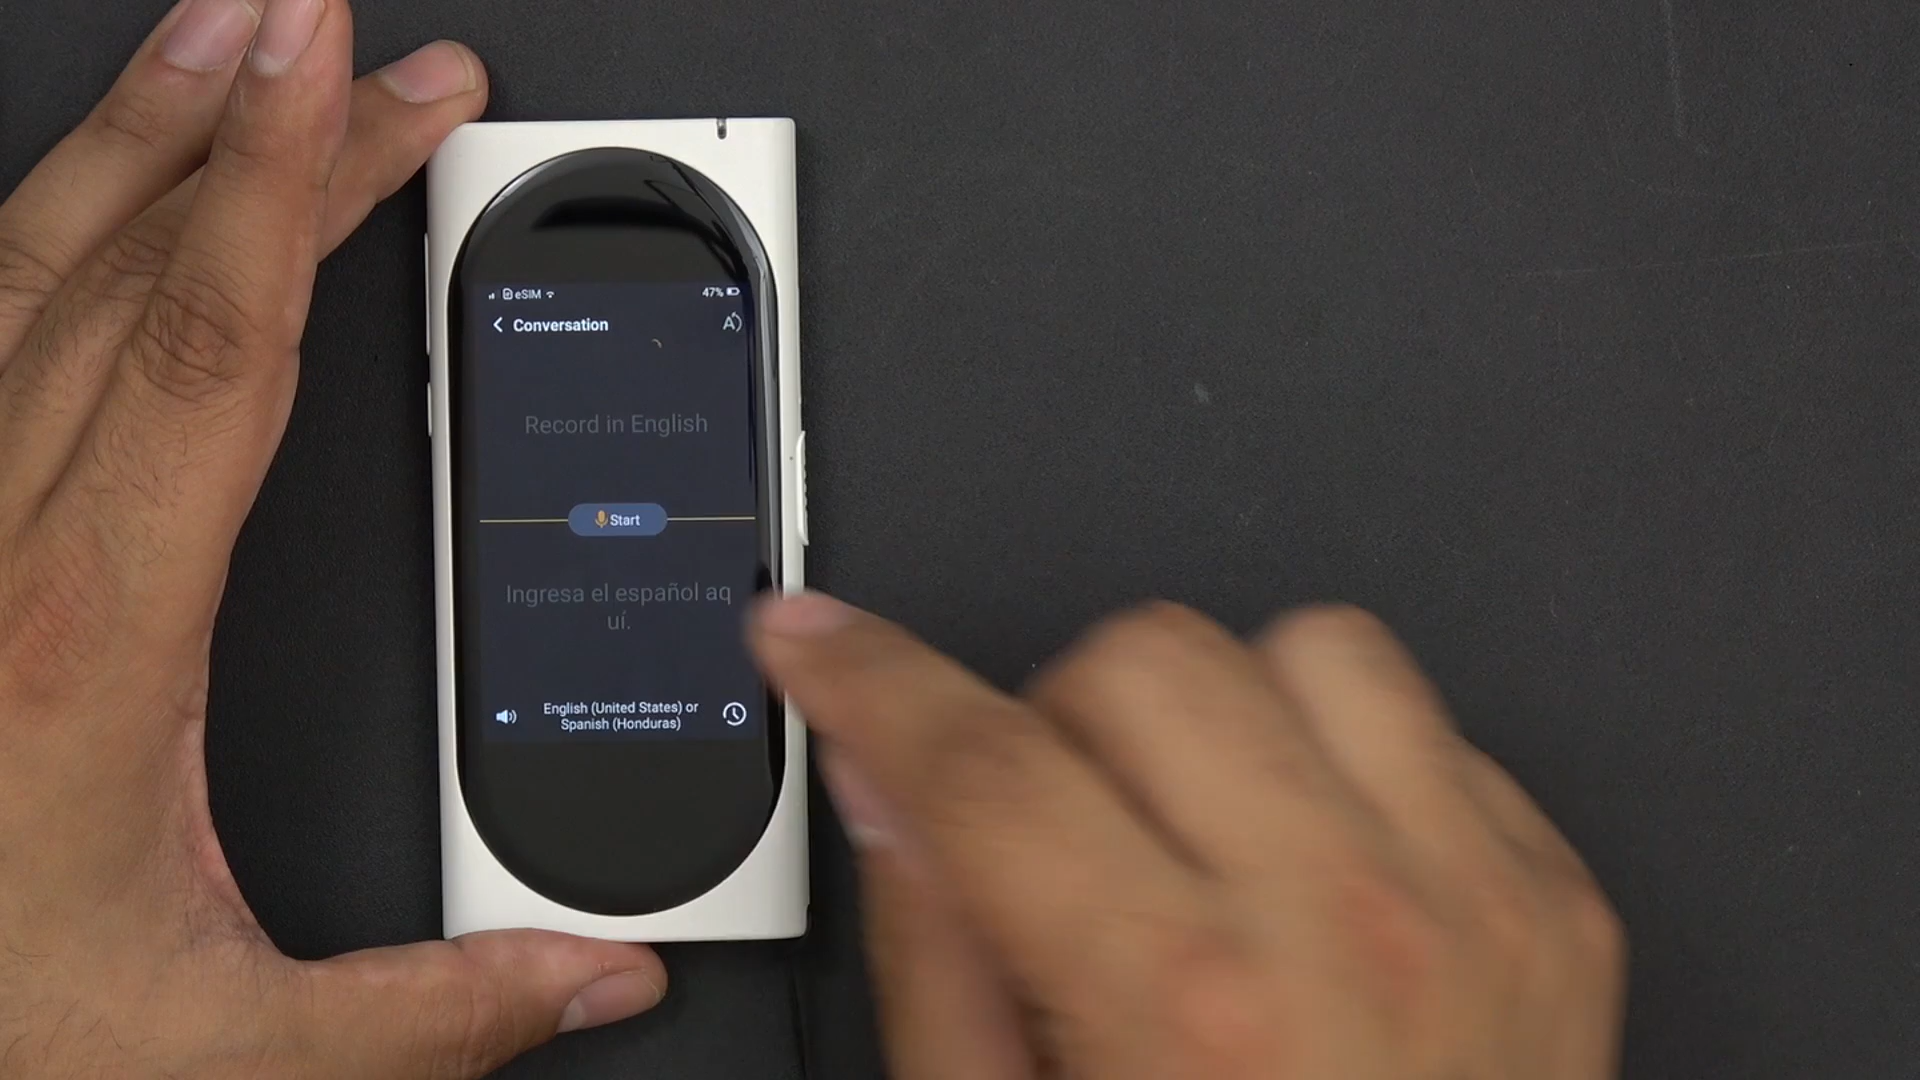 eSIM 47%
Conversation
Record in English
Start
Ingresa el español aq
uí.
English (United States) or
Spanish (Honduras)